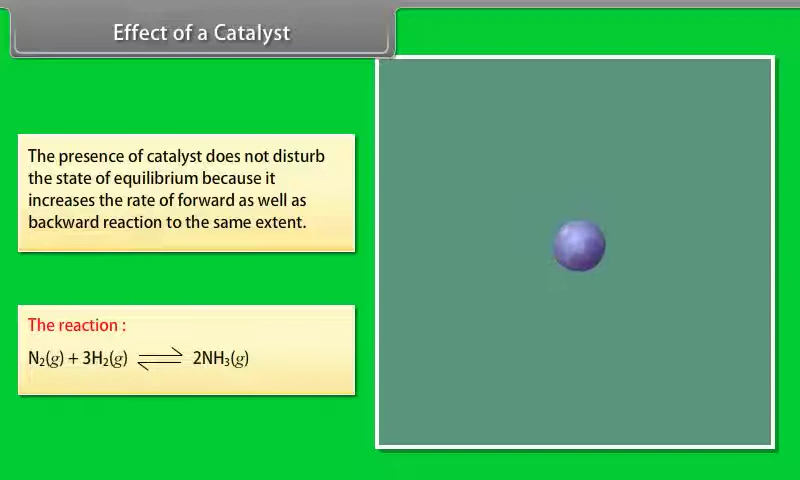 Effect of a Catalyst
The presence of catalyst does not disturb
the state of equilibrium because it
increases the rate of forward as well as
backward reaction to the same extent.
The reaction :
N₂(g) + 3H₂(g) ⇌ 2NH₃(g)